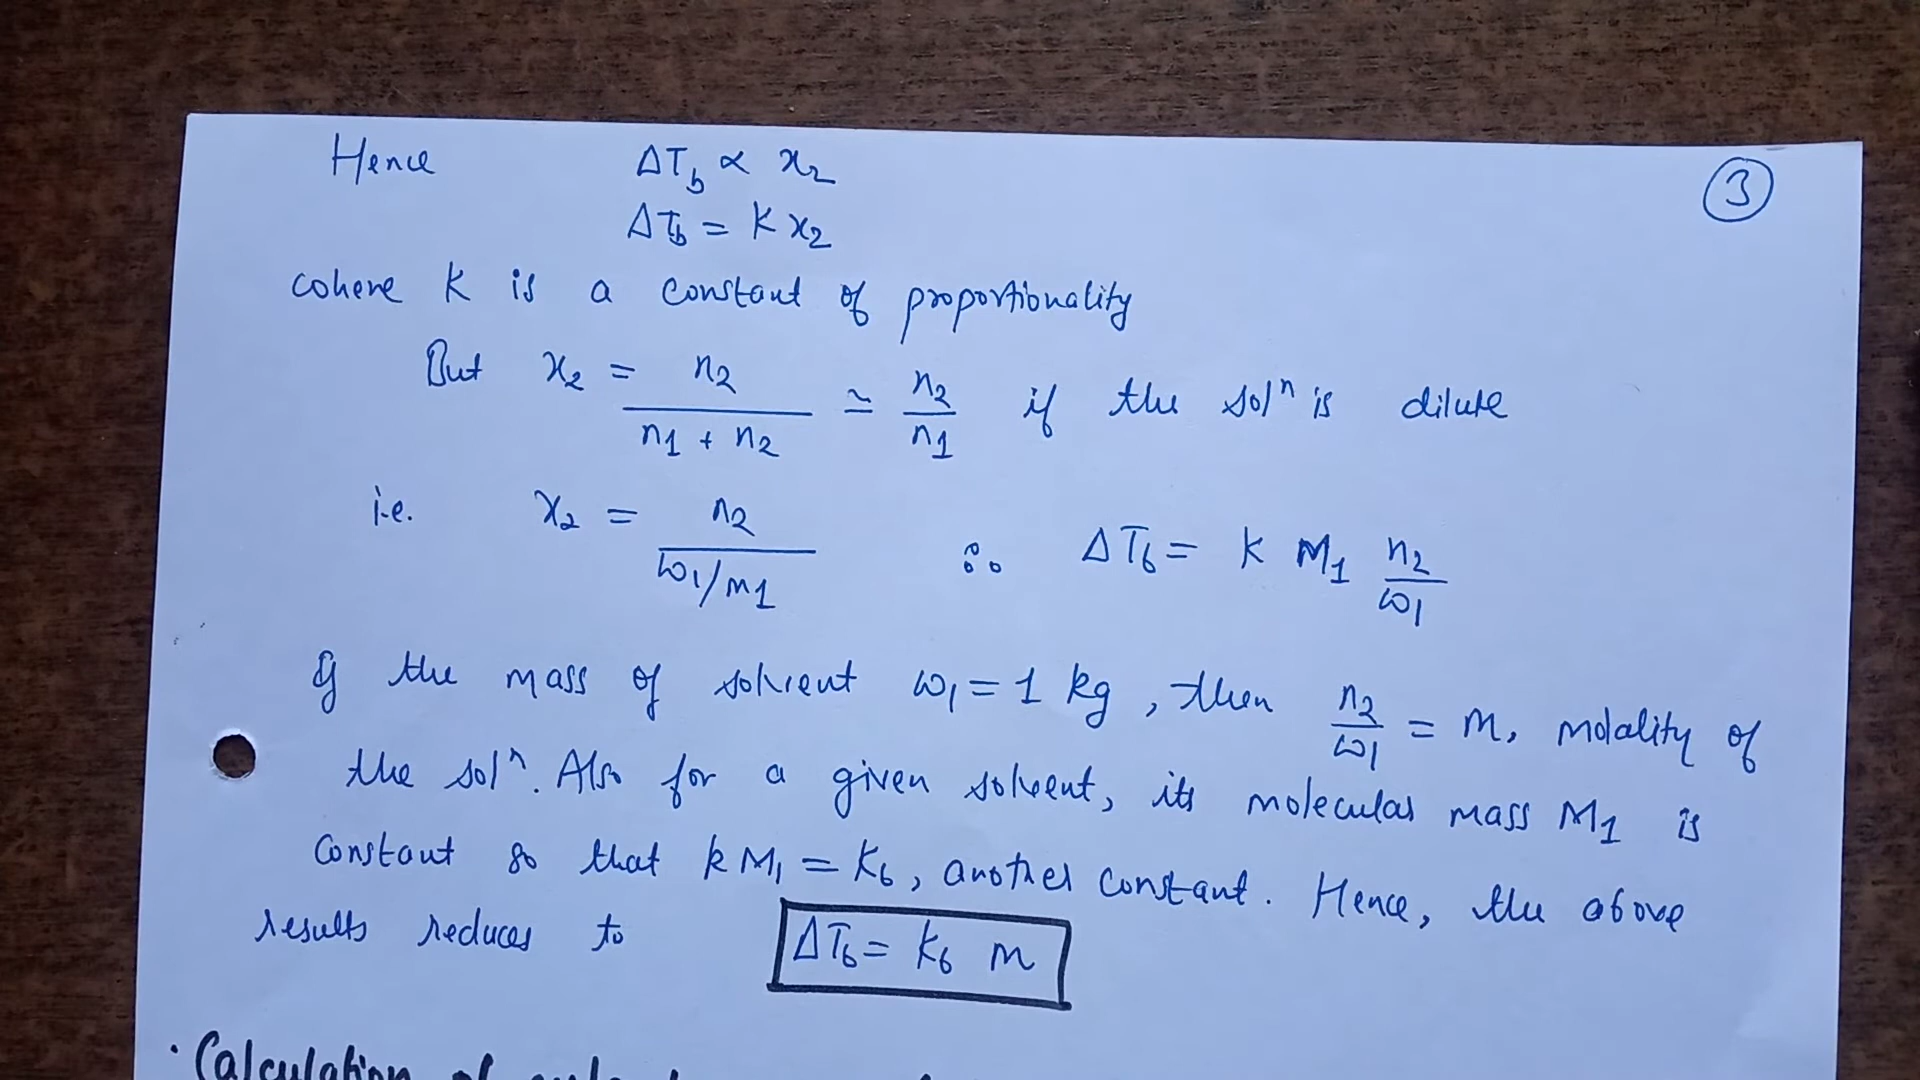 Hence ΔT_b ∝ x_2
③
ΔT_b = K x_2
where K is a constant of proportionality
But x_2 = n_2 / (n_1 + n_2) ≃ n_2 / n_1 if the solⁿ is dilute
i.e. x_2 = n_2 / (w_1/m_1) ∴ ΔT_b = K M_1 n_2 / w_1
If the mass of solvent w_1 = 1 kg, then n_2 / w_1 = m, molality of
the solⁿ. Also for a given solvent, its molecular mass M_1 is
constant so that k M_1 = K_b, another constant. Hence, the above
results reduces to ΔT_b = K_b m
· Calculation of